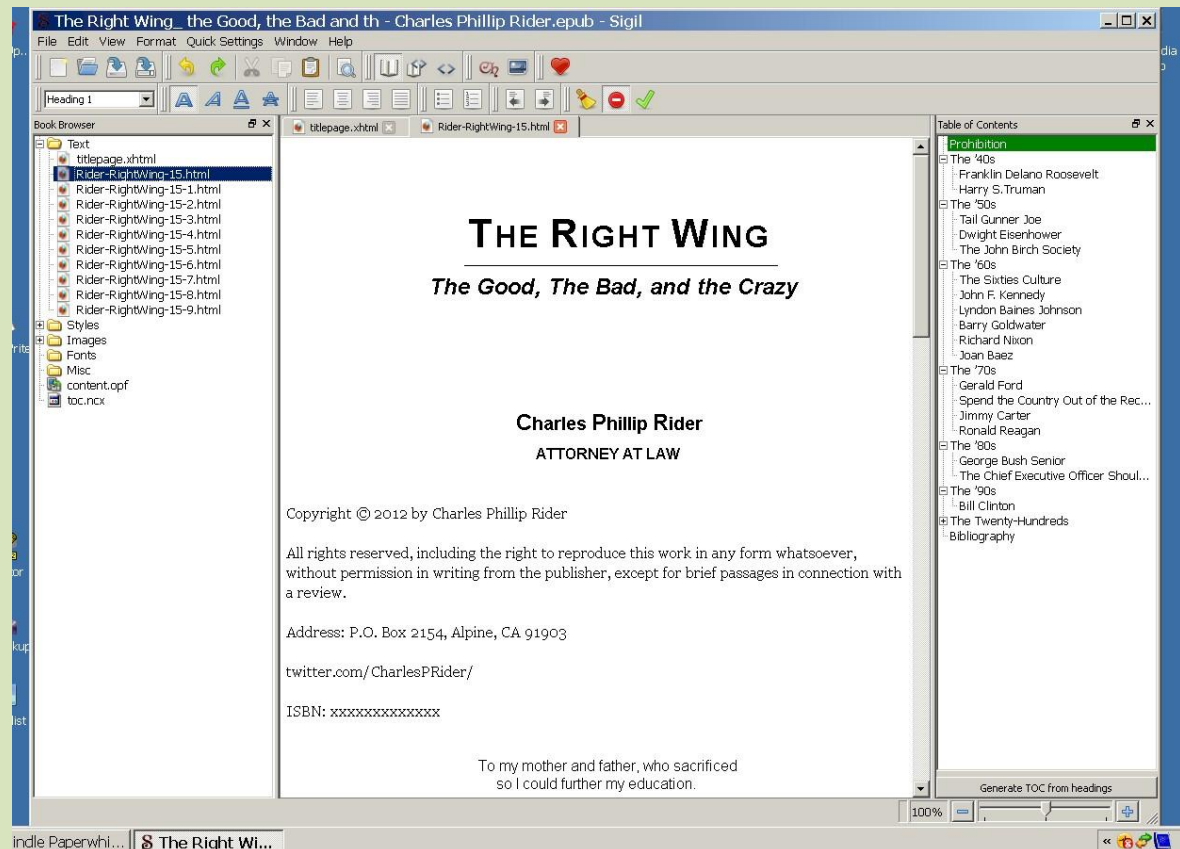 The Right Wing_ the Good, the Bad and th - Charles Phillip Rider.epub - Sigil
File Edit View Format Quick Settings Window Help
Heading 1
Book Browser
Text
titlepage.xhtml
Rider-RightWing-15.html
Rider-RightWing-15-1.html
Rider-RightWing-15-2.html
Rider-RightWing-15-3.html
Rider-RightWing-15-4.html
Rider-RightWing-15-5.html
Rider-RightWing-15-6.html
Rider-RightWing-15-7.html
Rider-RightWing-15-8.html
Rider-RightWing-15-9.html
Styles
Images
Fonts
Misc
content.opf
toc.ncx
titlepage.xhtml
Rider-RightWing-15.html
THE RIGHT WING
The Good, The Bad, and the Crazy
Charles Phillip Rider
ATTORNEY AT LAW
Copyright © 2012 by Charles Phillip Rider
All rights reserved, including the right to reproduce this work in any form whatsoever,
without permission in writing from the publisher, except for brief passages in connection with
a review.
Address: P.O. Box 2154, Alpine, CA 91903
twitter.com/CharlesPRider/
ISBN: xxxxxxxxxxxxx
To my mother and father, who sacrificed
so I could further my education.
Table of Contents
Prohibition
The '40s
Franklin Delano Roosevelt
Harry S.Truman
The '50s
Tail Gunner Joe
Dwight Eisenhower
The John Birch Society
The '60s
The Sixties Culture
John F. Kennedy
Lyndon Baines Johnson
Barry Goldwater
Richard Nixon
Joan Baez
The '70s
Gerald Ford
Spend the Country Out of the Rec...
Jimmy Carter
Ronald Reagan
The '80s
George Bush Senior
The Chief Executive Officer Shoul...
The '90s
Bill Clinton
The Twenty-Hundreds
Bibliography
Generate TOC from headings
100%
indle Paperwhi...
The Right Wi...